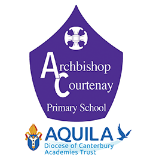 Archbishop
Courtenay
Primary School
AQUILA
Diocese of Canterbury
Academies Trust